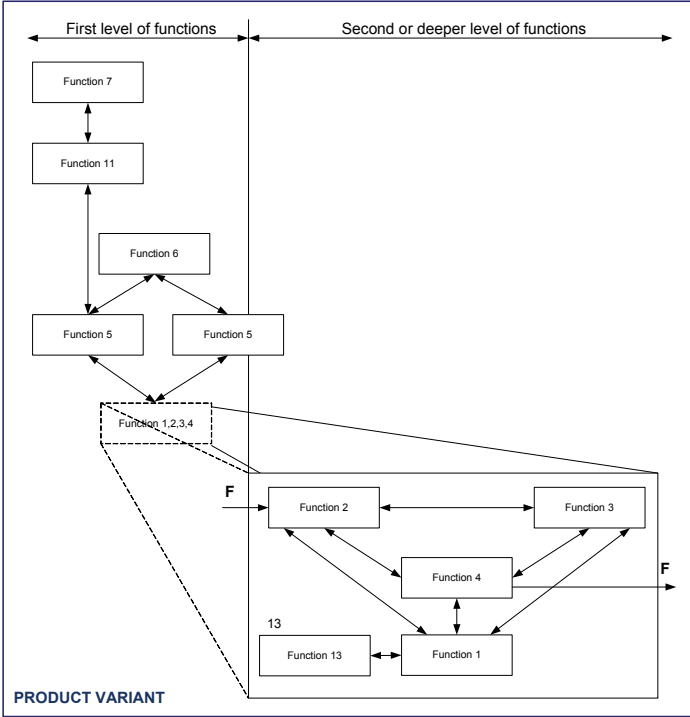 First level of functions
Second or deeper level of functions
Function 7
Function 11
Function 6
Function 5
Function 5
Function 1,2,3,4
F
Function 2
Function 3
Function 4
F
13
Function 13
Function 1
PRODUCT VARIANT